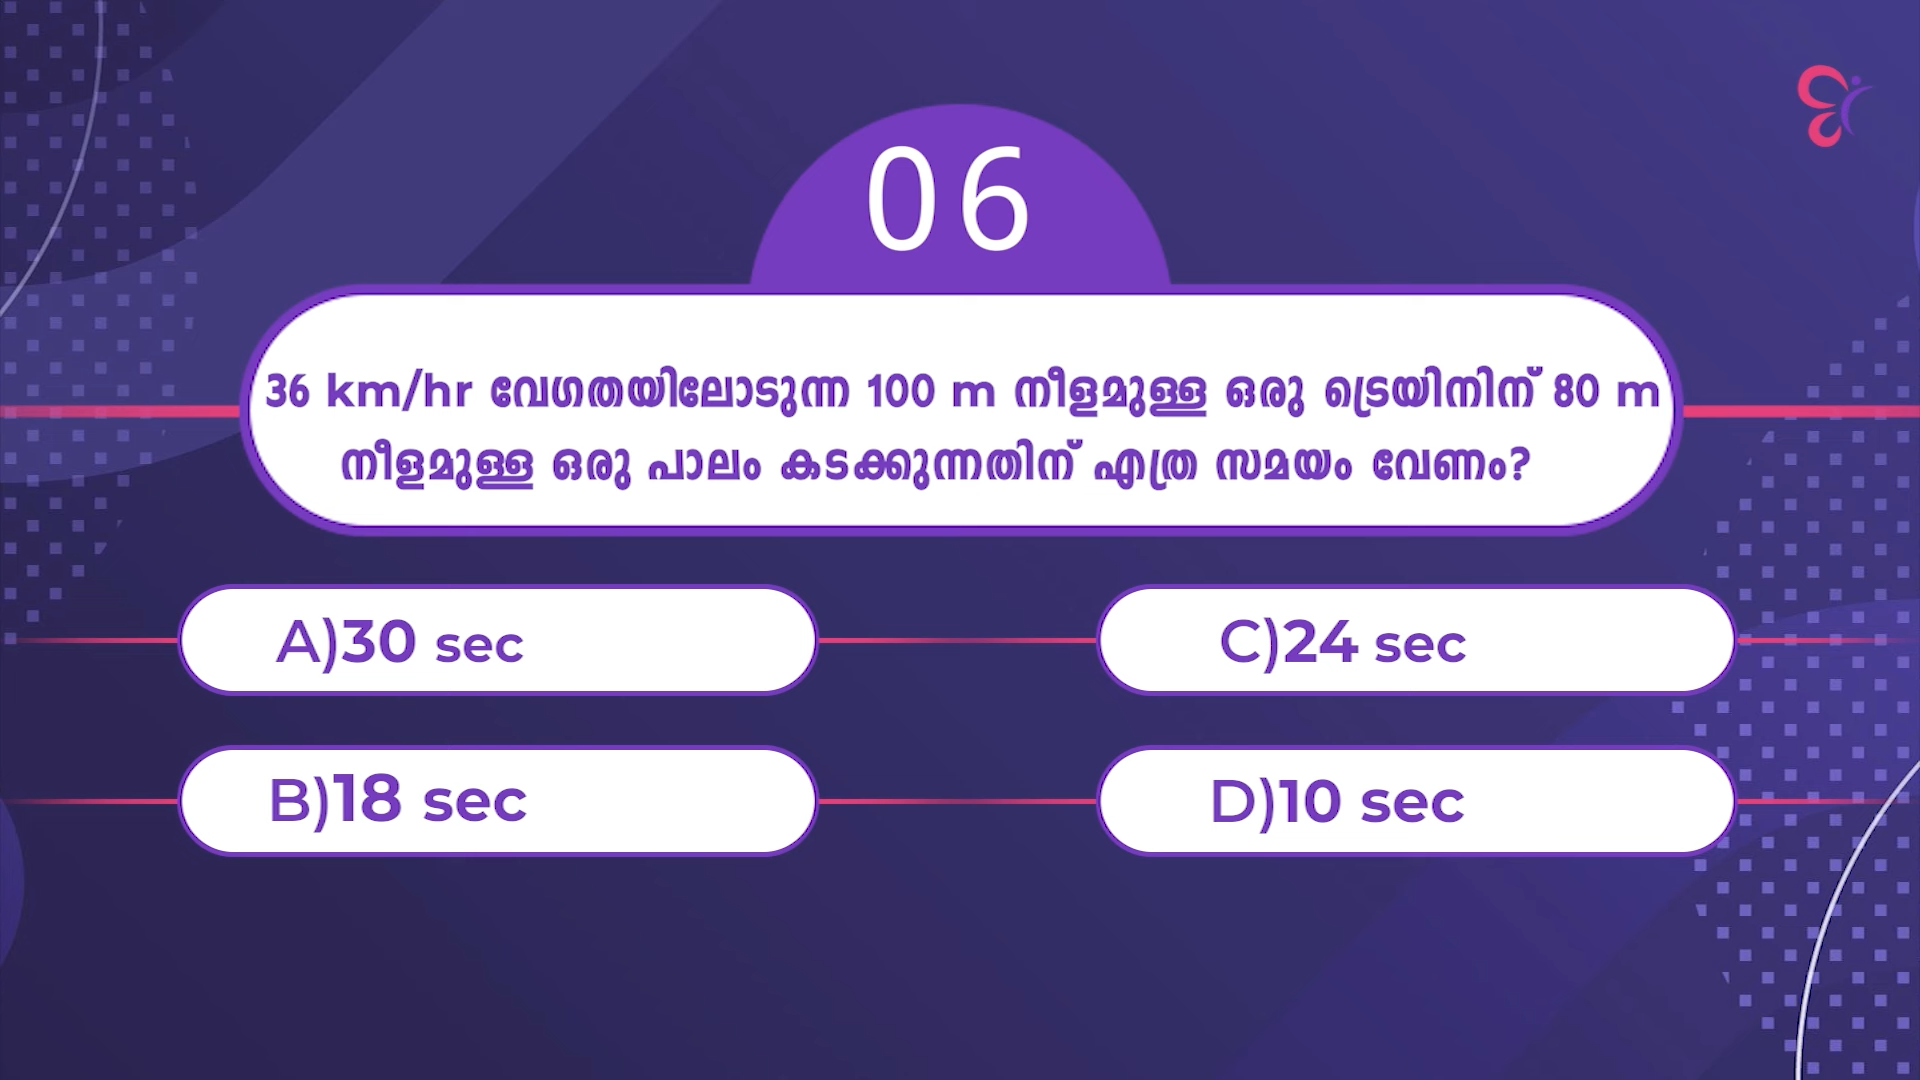 06
36 km/hr വേഗതയിലോടുന്ന 100 m നീളമുള്ള ഒരു ട്രെയിനിന് 80 m
നീളമുള്ള ഒരു പാലം കടക്കുന്നതിന് എത്ര സമയം വേണം?
A)30 sec
C)24 sec
B)18 sec
D)10 sec